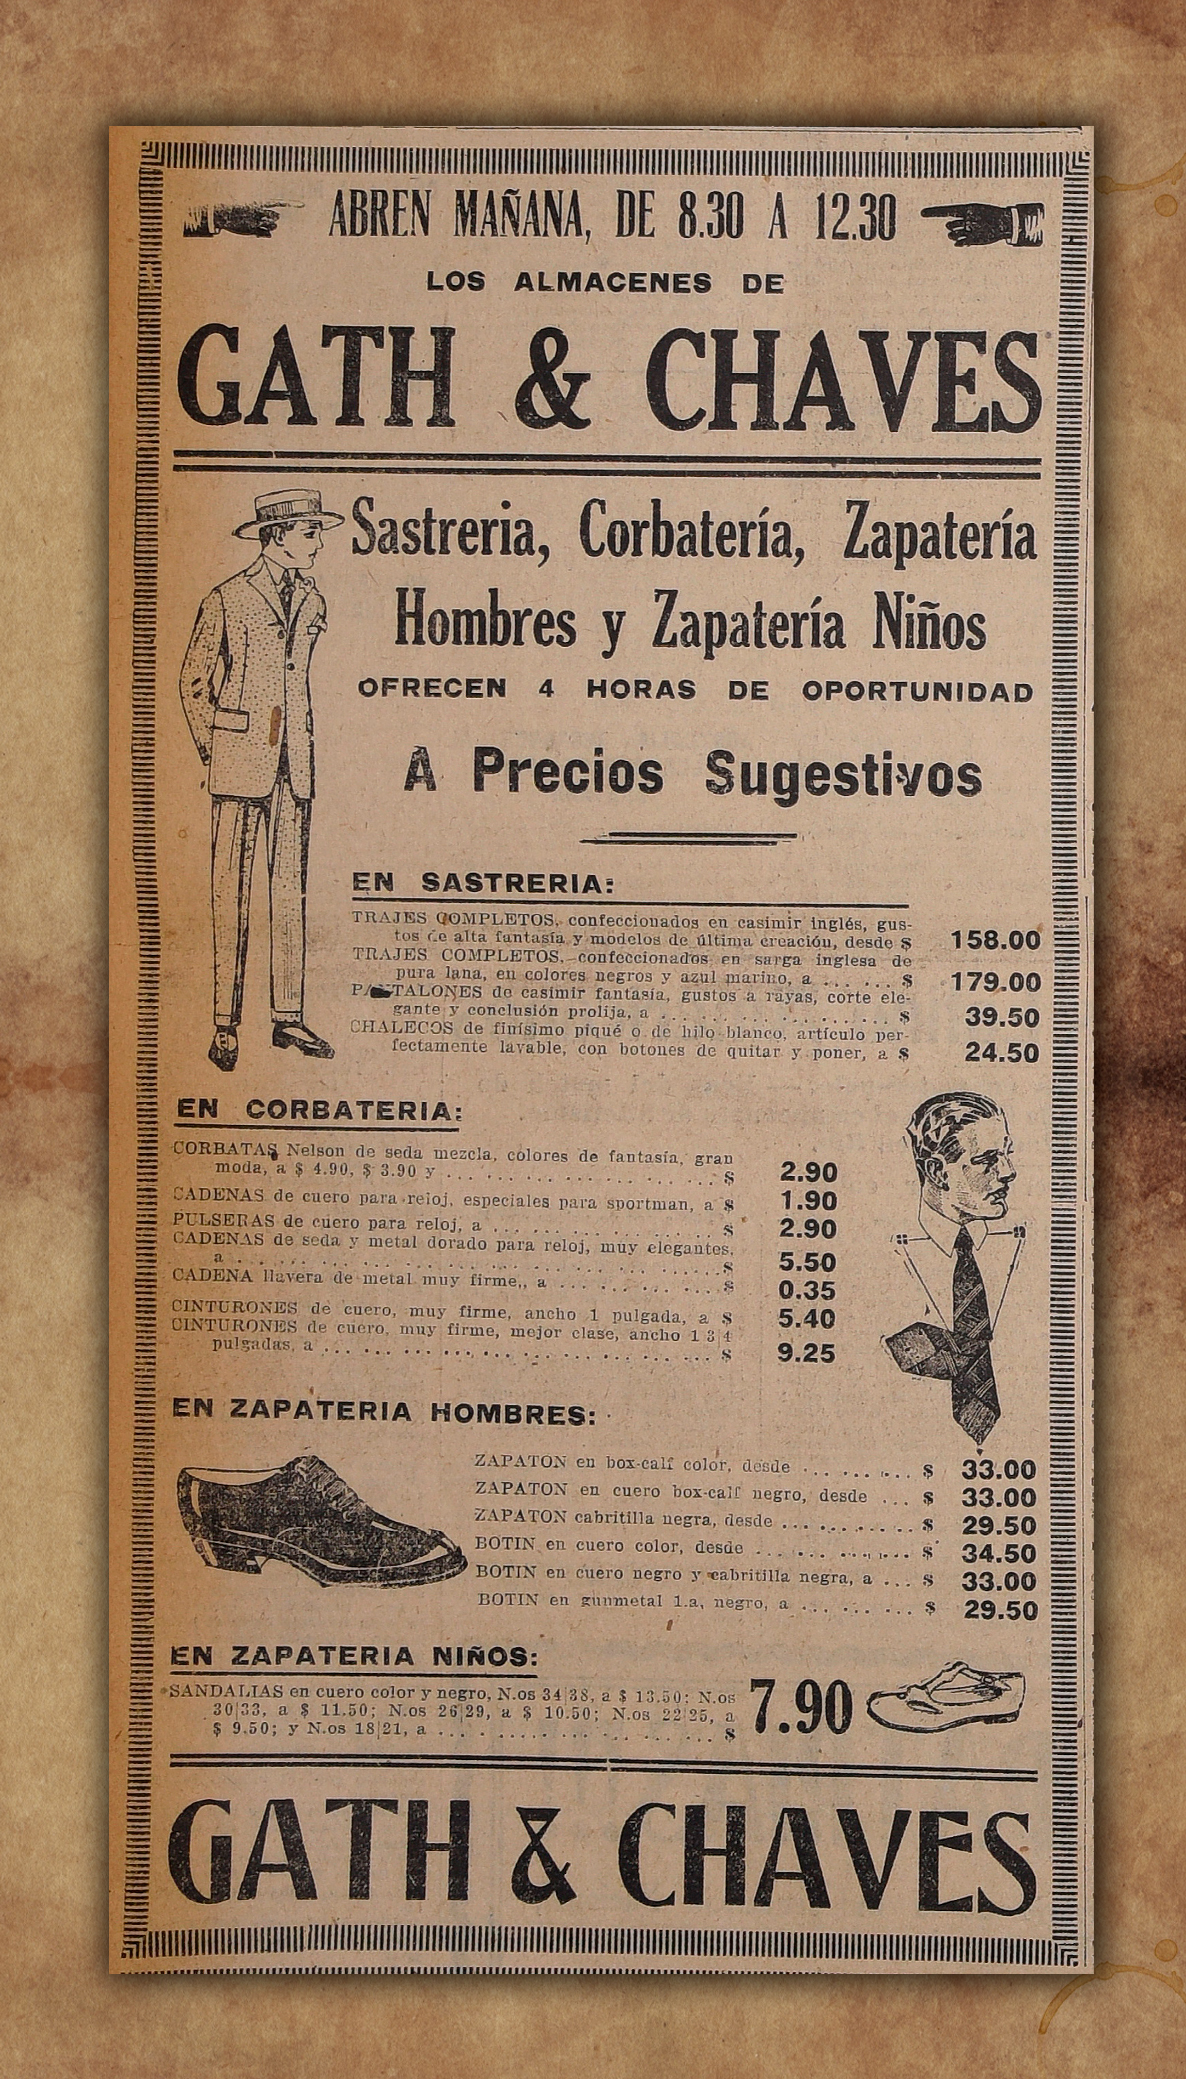 ABREN MAÑANA, DE 8.30 A 12.30
LOS ALMACENES DE
GATH & CHAVES
Sastreria, Corbatería, Zapatería
Hombres y Zapatería Niños
OFRECEN 4 HORAS DE OPORTUNIDAD
A Precios Sugestivos
EN SASTRERIA:
TRAJES COMPLETOS, confeccionados en casimir inglés, gus-
tos de alta fantasía y modelos de última creación, desde $ 158.00
TRAJES COMPLETOS, confeccionados en sarga inglesa de
pura lana, en colores negros y azul marino, a ... ... $ 179.00
PANTALONES de casimir fantasía, gustos a rayas, corte ele-
gante y conclusión prolija, a ... ... ... ... ... ... $ 39.50
CHALECOS de finísimo piqué o de hilo blanco, artículo per-
fectamente lavable, con botones de quitar y poner, a $ 24.50
EN CORBATERIA:
CORBATAS Nelson de seda mezcla, colores de fantasía, gran
moda, a $ 4.90, $ 3.90 y ... ... ... ... ... ... $ 2.90
CADENAS de cuero para reloj, especiales para sportman, a $ 1.90
PULSERAS de cuero para reloj, a ... ... ... ... ... $ 2.90
CADENAS de seda y metal dorado para reloj, muy elegantes,
a ... ... ... ... ... ... ... ... ... ... $ 5.50
CADENA llavera de metal muy firme,, a ... ... ... ... $ 0.35
CINTURONES de cuero, muy firme, ancho 1 pulgada, a $ 5.40
CINTURONES de cuero, muy firme, mejor clase, ancho 1 3|4
pulgadas, a ... ... ... ... ... ... ... ... ... $ 9.25
EN ZAPATERIA HOMBRES:
ZAPATON en box-calf color, desde ... ... ... $ 33.00
ZAPATON en cuero box-calf negro, desde ... $ 33.00
ZAPATON cabritilla negra, desde ... ... ... ... $ 29.50
BOTIN en cuero color, desde ... ... ... ... $ 34.50
BOTIN en cuero negro y cabritilla negra, a ... $ 33.00
BOTIN en gunmetal 1.a, negro, a ... ... ... $ 29.50
EN ZAPATERIA NIÑOS:
SANDALIAS en cuero color y negro, N.os 34|38, a $ 13.50; N.os
30|33, a $ 11.50; N.os 26|29, a $ 10.50; N.os 22|25, a
$ 9.50; y N.os 18|21, a ... ... ... ... ... ... $ 7.90
GATH & CHAVES